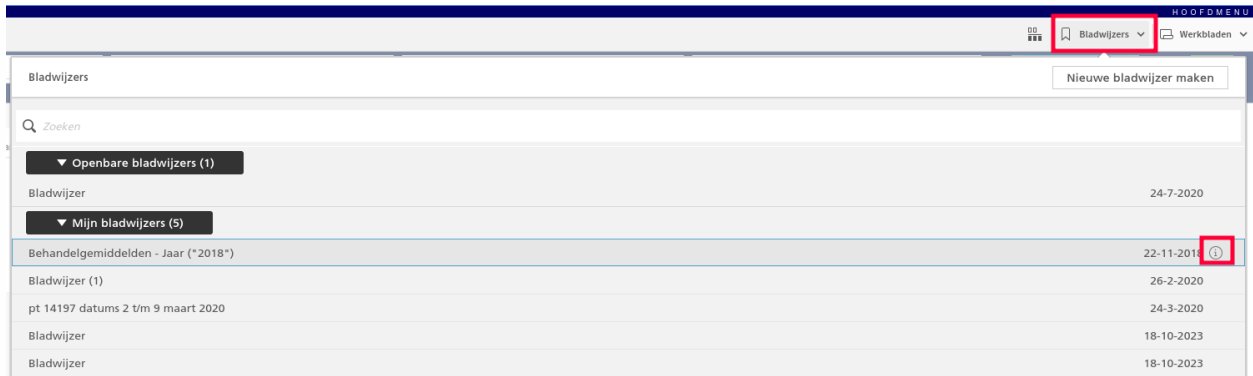 HOOFDMENU
Bladwijzers Werkbladen
Bladwijzers Nieuwe bladwijzer maken
Zoeken
Openbare bladwijzers (1)
Bladwijzer 24-7-2020
Mijn bladwijzers (5)
Behandelgemiddelden - Jaar ("2018") 22-11-2018
Bladwijzer (1) 26-2-2020
pt 14197 datums 2 t/m 9 maart 2020 24-3-2020
Bladwijzer 18-10-2023
Bladwijzer 18-10-2023